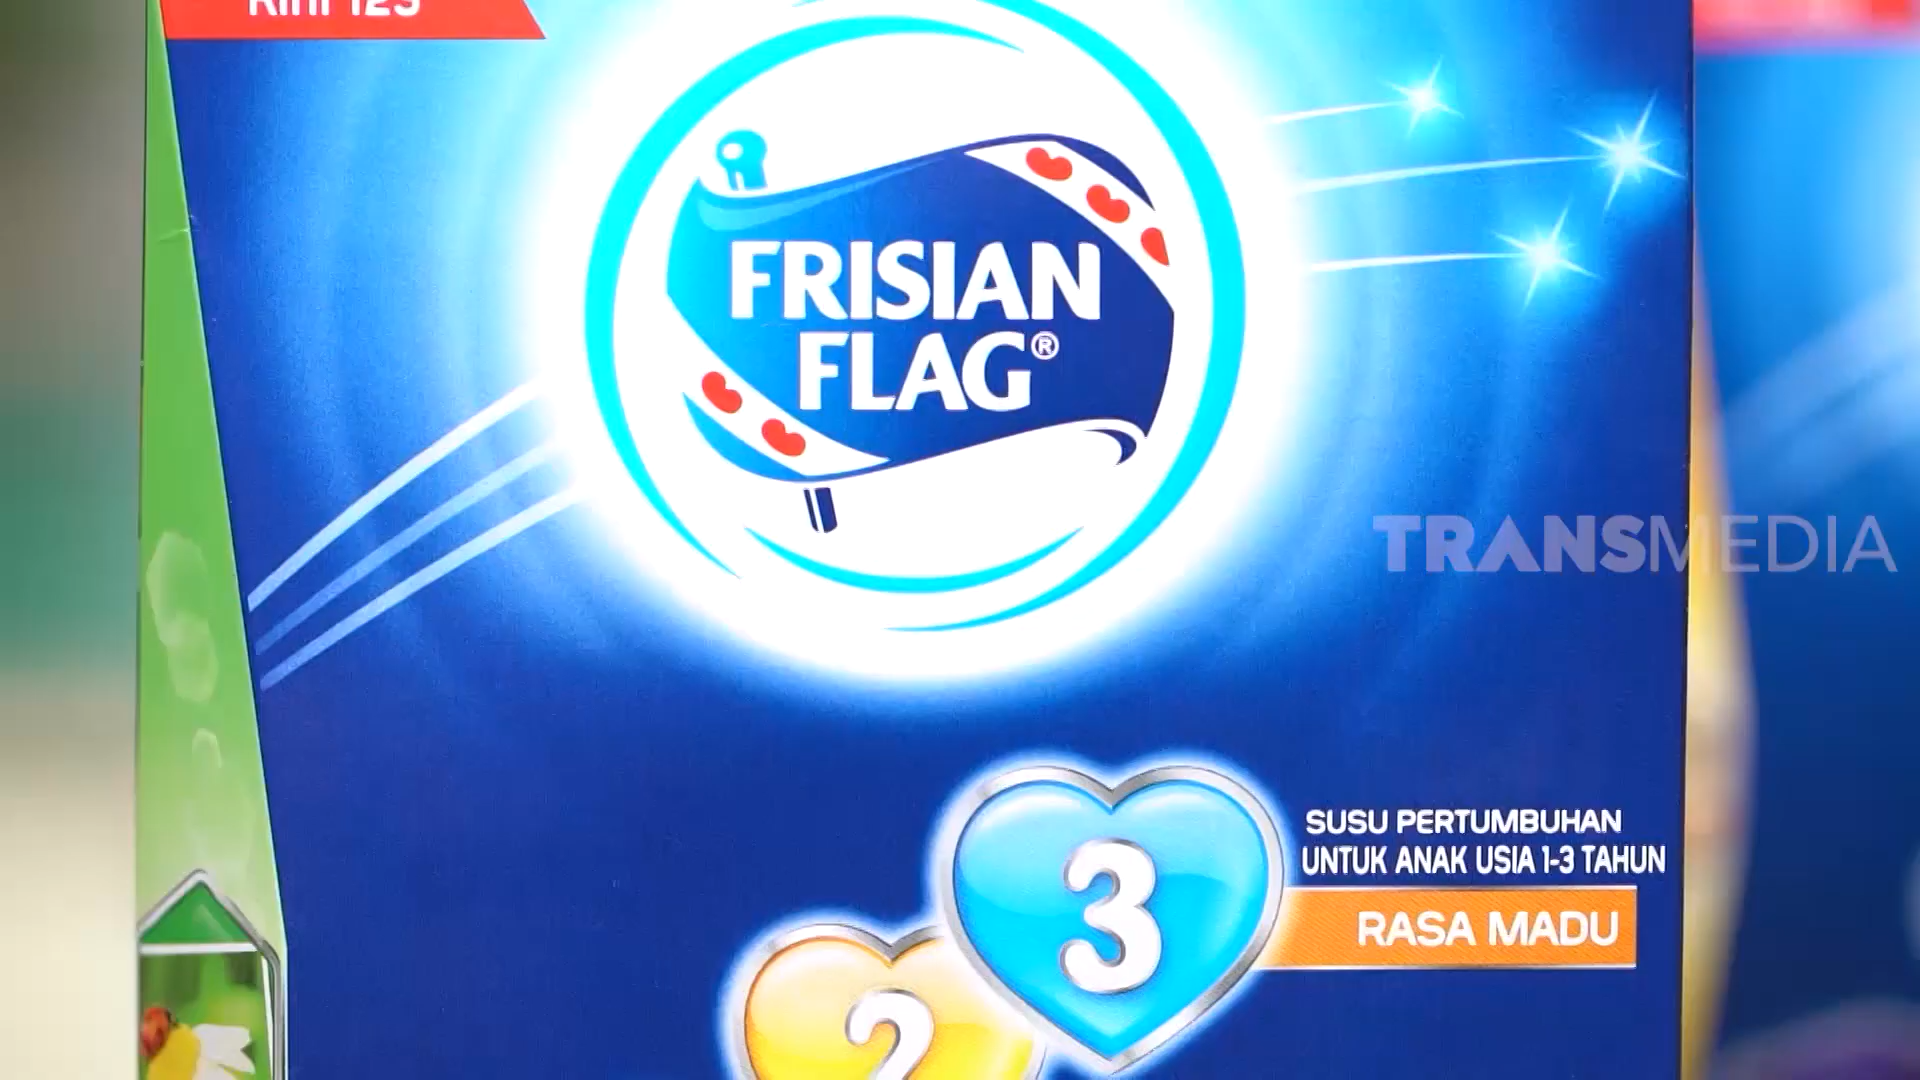 FRISIAN
FLAG®
TRANSMEDIA
SUSU PERTUMBUHAN
UNTUK ANAK USIA 1-3 TAHUN
RASA MADU
3
2